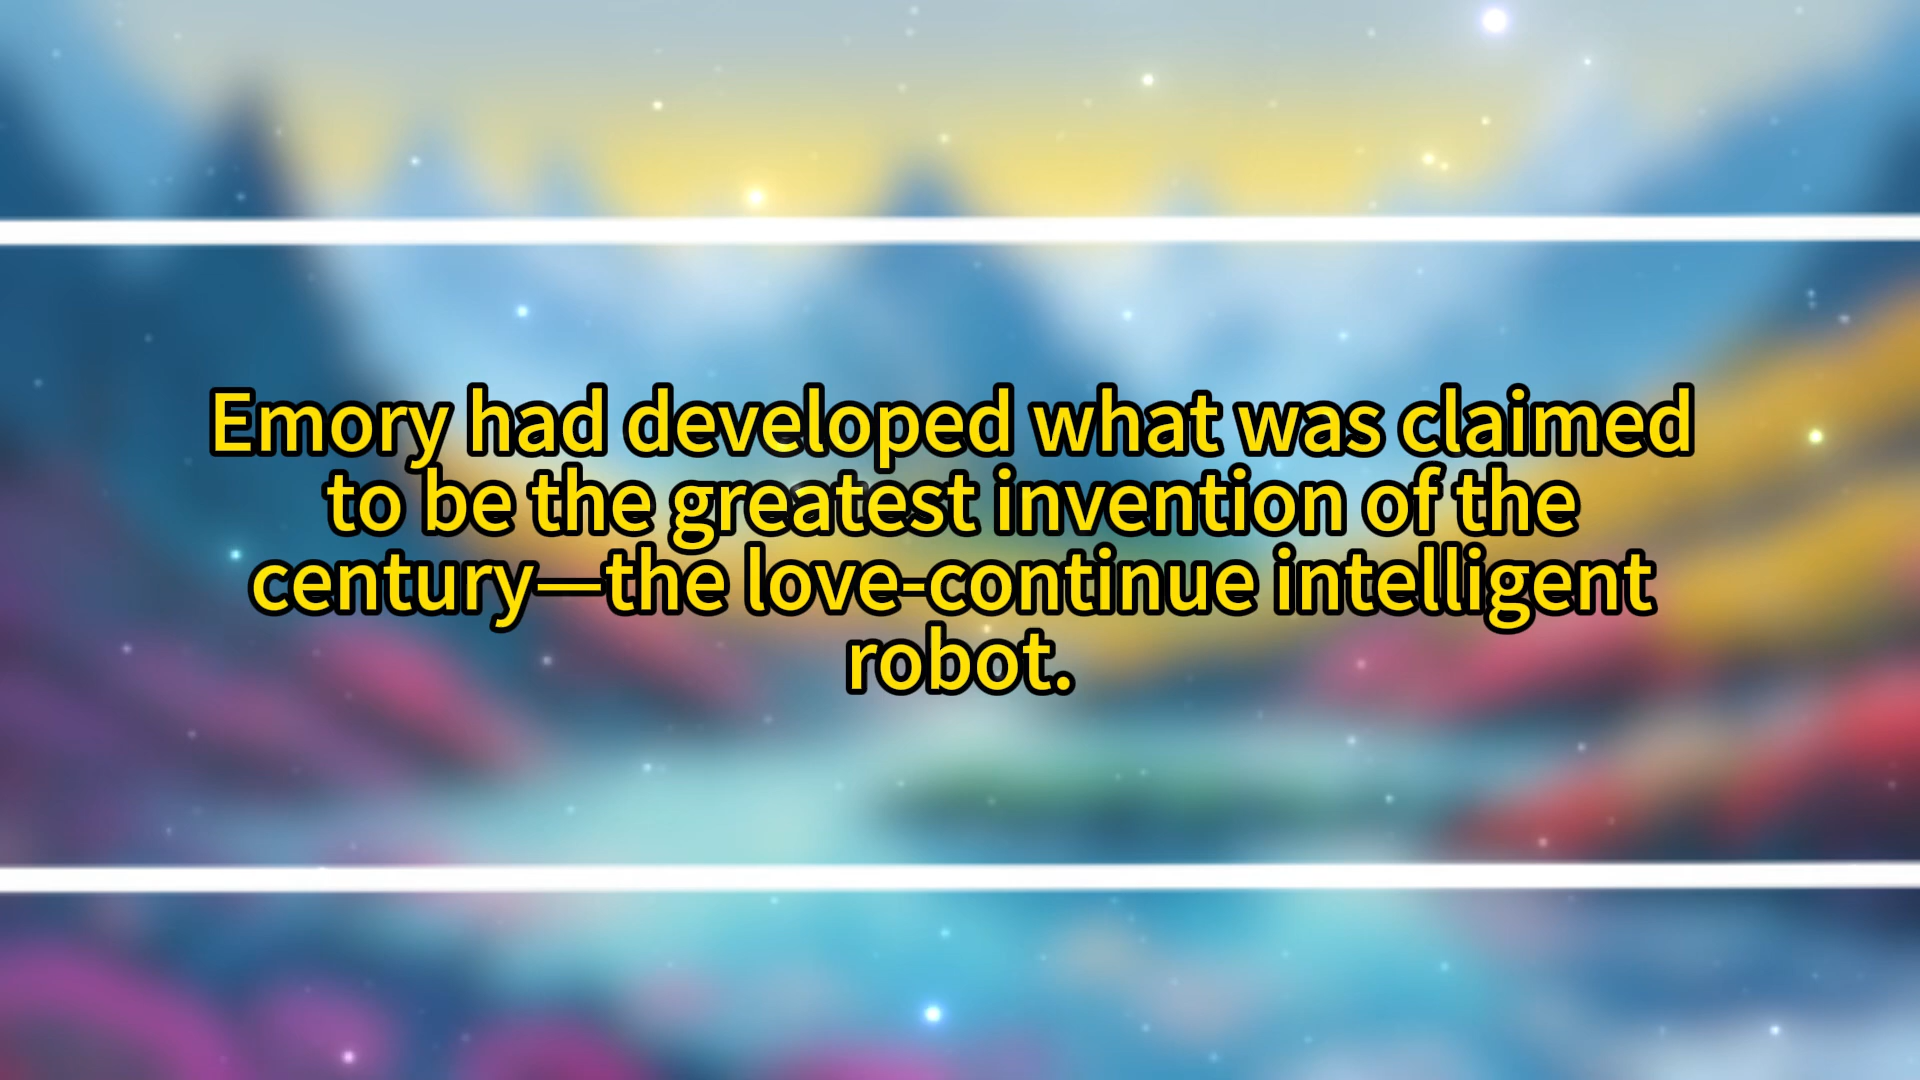 Emory had developed what was claimed
to be the greatest invention of the
century—the love-continue intelligent
robot.